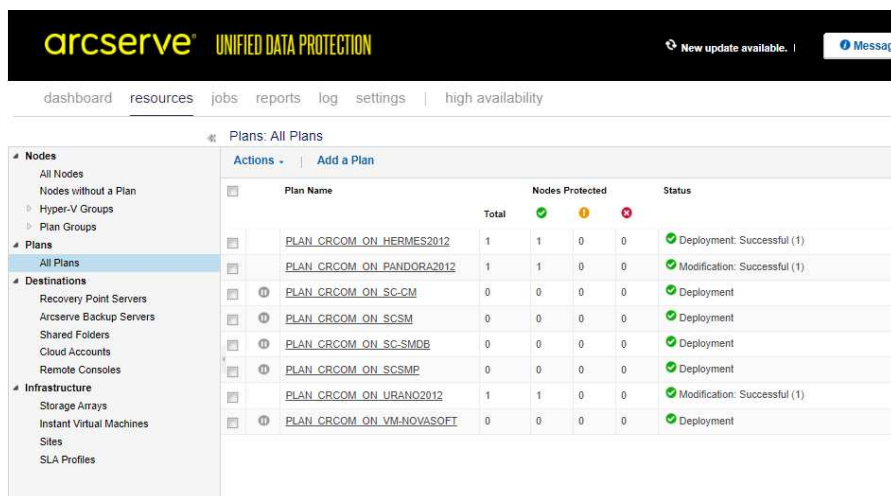 arcserve® UNIFIED DATA PROTECTION
New update available. |
dashboard resources jobs reports log settings | high availability
Nodes
All Nodes
Nodes without a Plan
Hyper-V Groups
Plan Groups
Plans
All Plans
Destinations
Recovery Point Servers
Arcserve Backup Servers
Shared Folders
Cloud Accounts
Remote Consoles
Infrastructure
Storage Arrays
Instant Virtual Machines
Sites
SLA Profiles
Plans: All Plans
Actions | Add a Plan
Plan Name Nodes Protected Status
Total
PLAN_CRCOM_ON_HERMES2012 1 1 0 0 Deployment: Successful (1)
PLAN_CRCOM_ON_PANDORA2012 1 1 0 0 Modification: Successful (1)
PLAN_CRCOM_ON_SC-CM 0 0 0 0 Deployment
PLAN_CRCOM_ON_SCSM 0 0 0 0 Deployment
PLAN_CRCOM_ON_SC-SMDB 0 0 0 0 Deployment
PLAN_CRCOM_ON_SCSMP 0 0 0 0 Deployment
PLAN_CRCOM_ON_URANO2012 1 1 0 0 Modification: Successful (1)
PLAN_CRCOM_ON_VM-NOVASOFT 0 0 0 0 Deployment